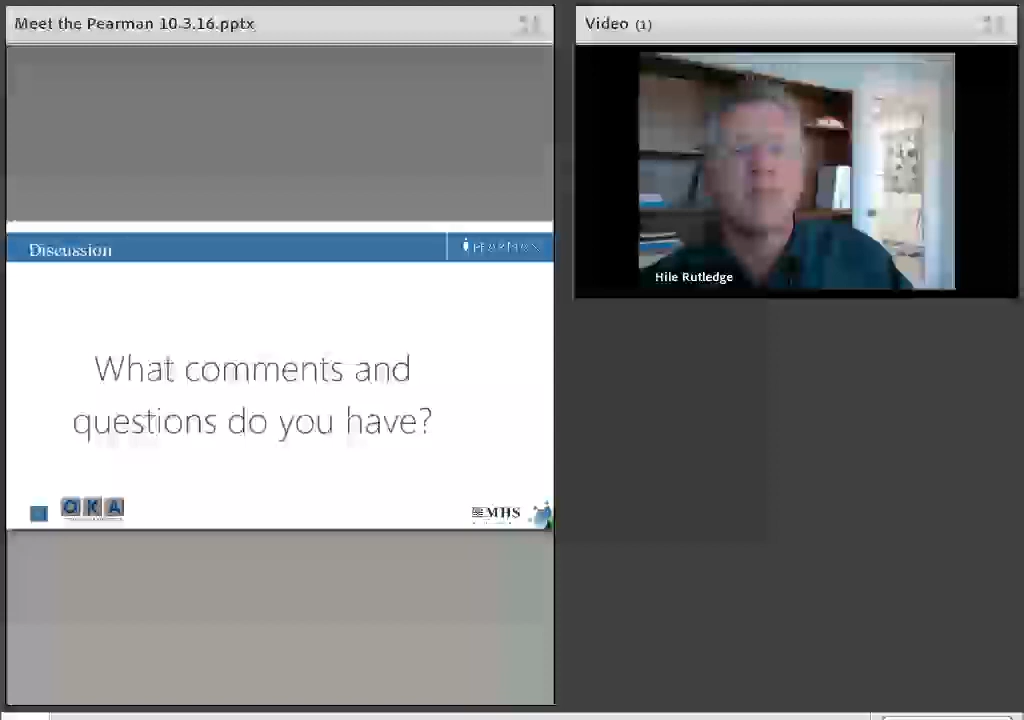 Meet the Pearman 10.3.16.pptx
Video (1)
Hile Rutledge
Discussion
PEARMAN
What comments and
questions do you have?
OKA
MHS